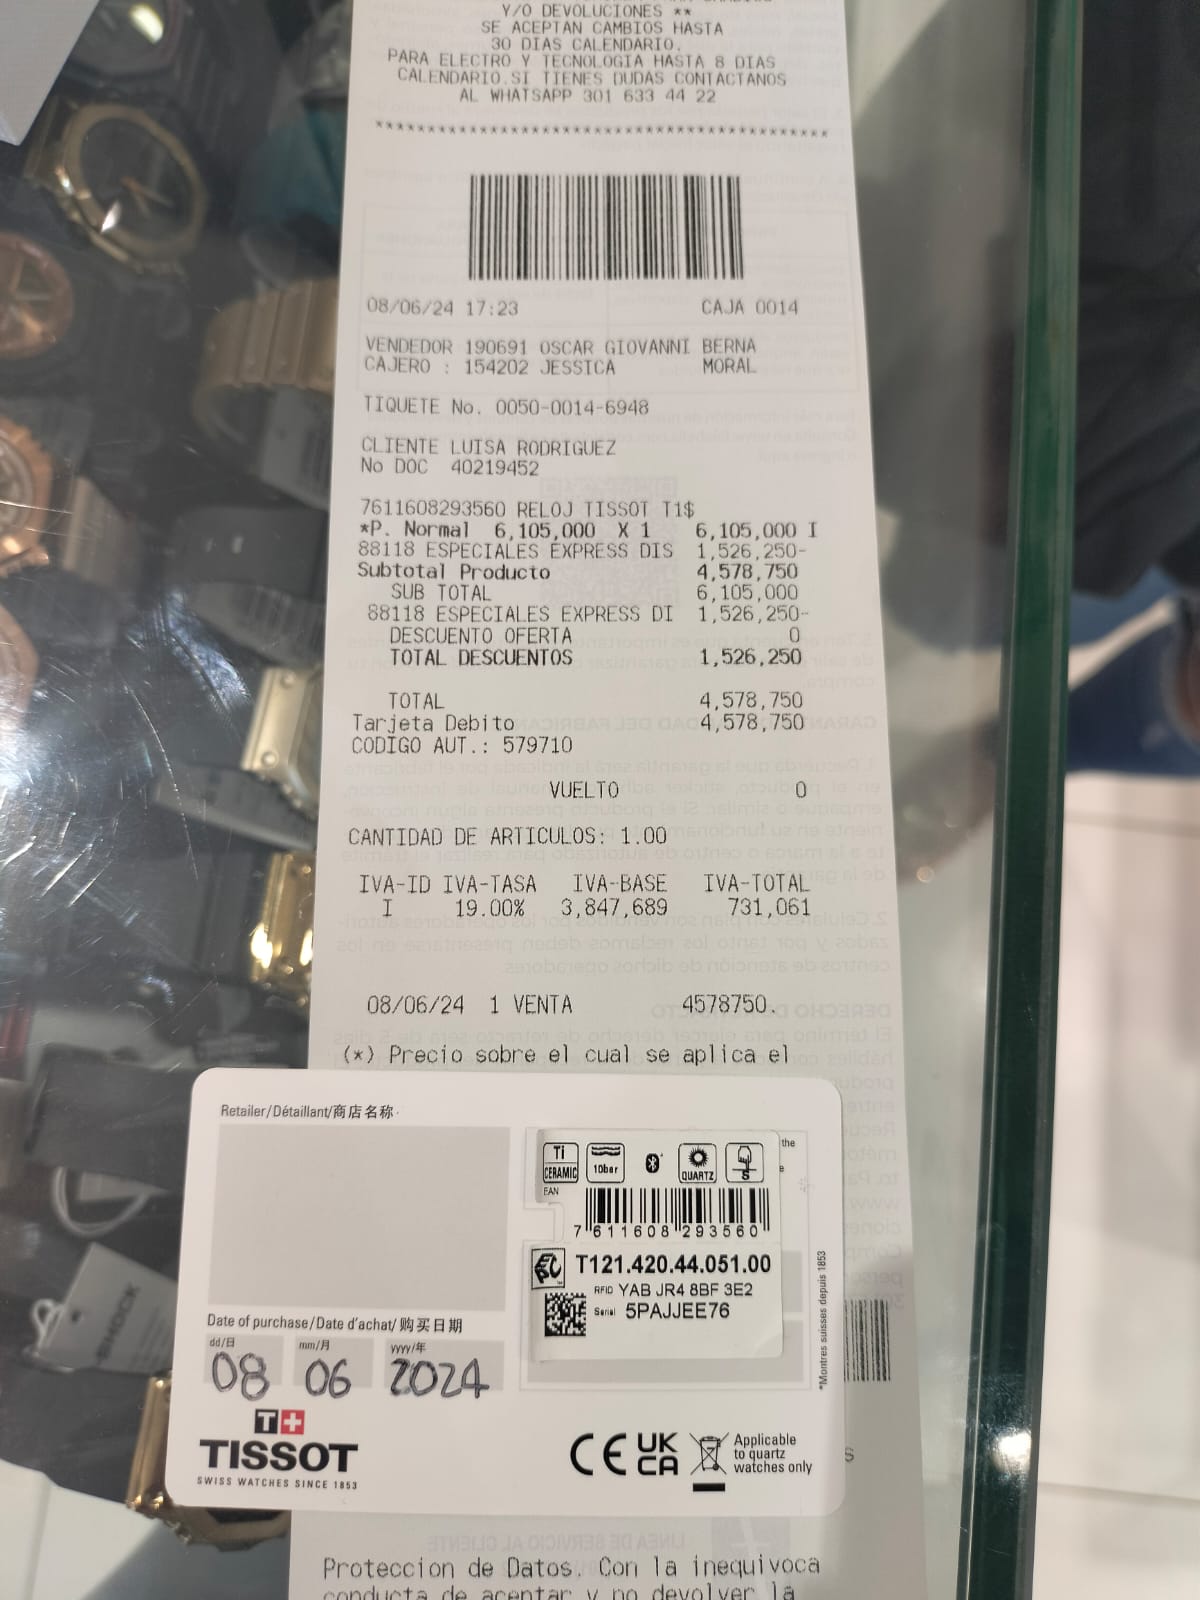 Y/O DEVOLUCIONES **
SE ACEPTAN CAMBIOS HASTA
30 DIAS CALENDARIO.
PARA ELECTRO Y TECNOLOGIA HASTA 8 DIAS
CALENDARIO.SI TIENES DUDAS CONTACTANOS
AL WHATSAPP 301 633 44 22
08/06/24 17:23 CAJA 0014
VENDEDOR 190691 OSCAR GIOVANNI BERNA
CAJERO : 154202 JESSICA MORAL
TIQUETE No. 0050-0014-6948
CLIENTE LUISA RODRIGUEZ
No DOC 40219452
7611608293560 RELOJ TISSOT T1$
*P. Normal 6,105,000 X 1 6,105,000 I
88118 ESPECIALES EXPRESS DIS 1,526,250-
Subtotal Producto 4,578,750
SUB TOTAL 6,105,000
88118 ESPECIALES EXPRESS DI 1,526,250-
DESCUENTO OFERTA 0
TOTAL DESCUENTOS 1,526,250
TOTAL 4,578,750
Tarjeta Debito 4,578,750
CODIGO AUT.: 579710
VUELTO 0
CANTIDAD DE ARTICULOS: 1.00
IVA-ID IVA-TASA IVA-BASE IVA-TOTAL
I 19.00% 3,847,689 731,061
08/06/24 1 VENTA 4578750.
(*) Precio sobre el cual se aplica el
Retailer/Détaillant/商店名称
the
Ti CERAMIC 10bar QUARTZ S
EAN
7 611608 293560
T121.420.44.051.00
EPC
RFID YAB JR4 8BF 3E2
Serial 5PAJJEE76
*Montres suisses depuis 1853
Date of purchase/Date d'achat/购买日期
dd/日 mm/月 yyyy/年
08 06 2024
T+
TISSOT
SWISS WATCHES SINCE 1853
CE UK CA
Applicable
to quartz
watches only
Proteccion de Datos. Con la inequivoca
conducta de aceptar y no devolver la